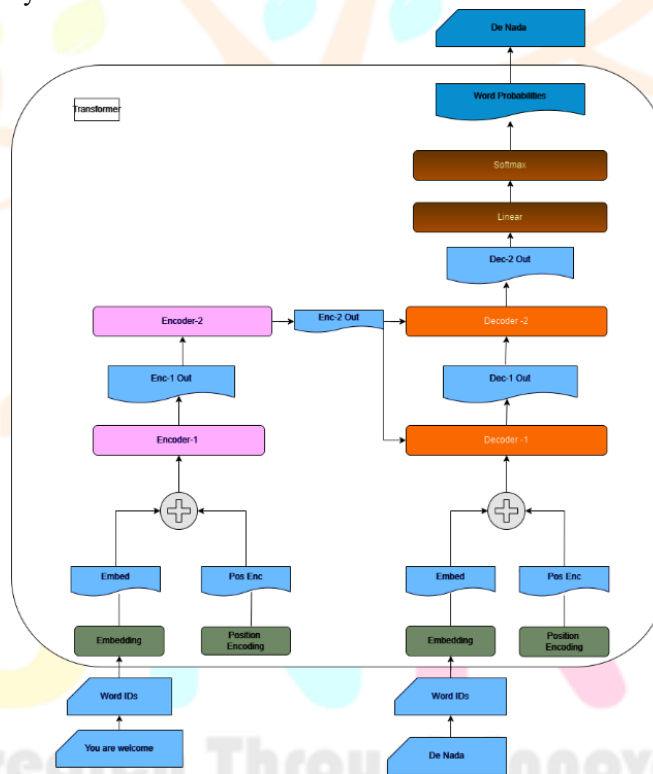 De Nada
Word Probabilities
Transformer
Softmax
Linear
Dec-2 Out
Encoder-2
Enc-2 Out
Decoder -2
Enc-1 Out
Dec-1 Out
Encoder-1
Decoder -1
Embed
Pos Enc
Embed
Pos Enc
Embedding
Position
Encoding
Embedding
Position
Encoding
Word IDs
Word IDs
You are welcome
De Nada
Through